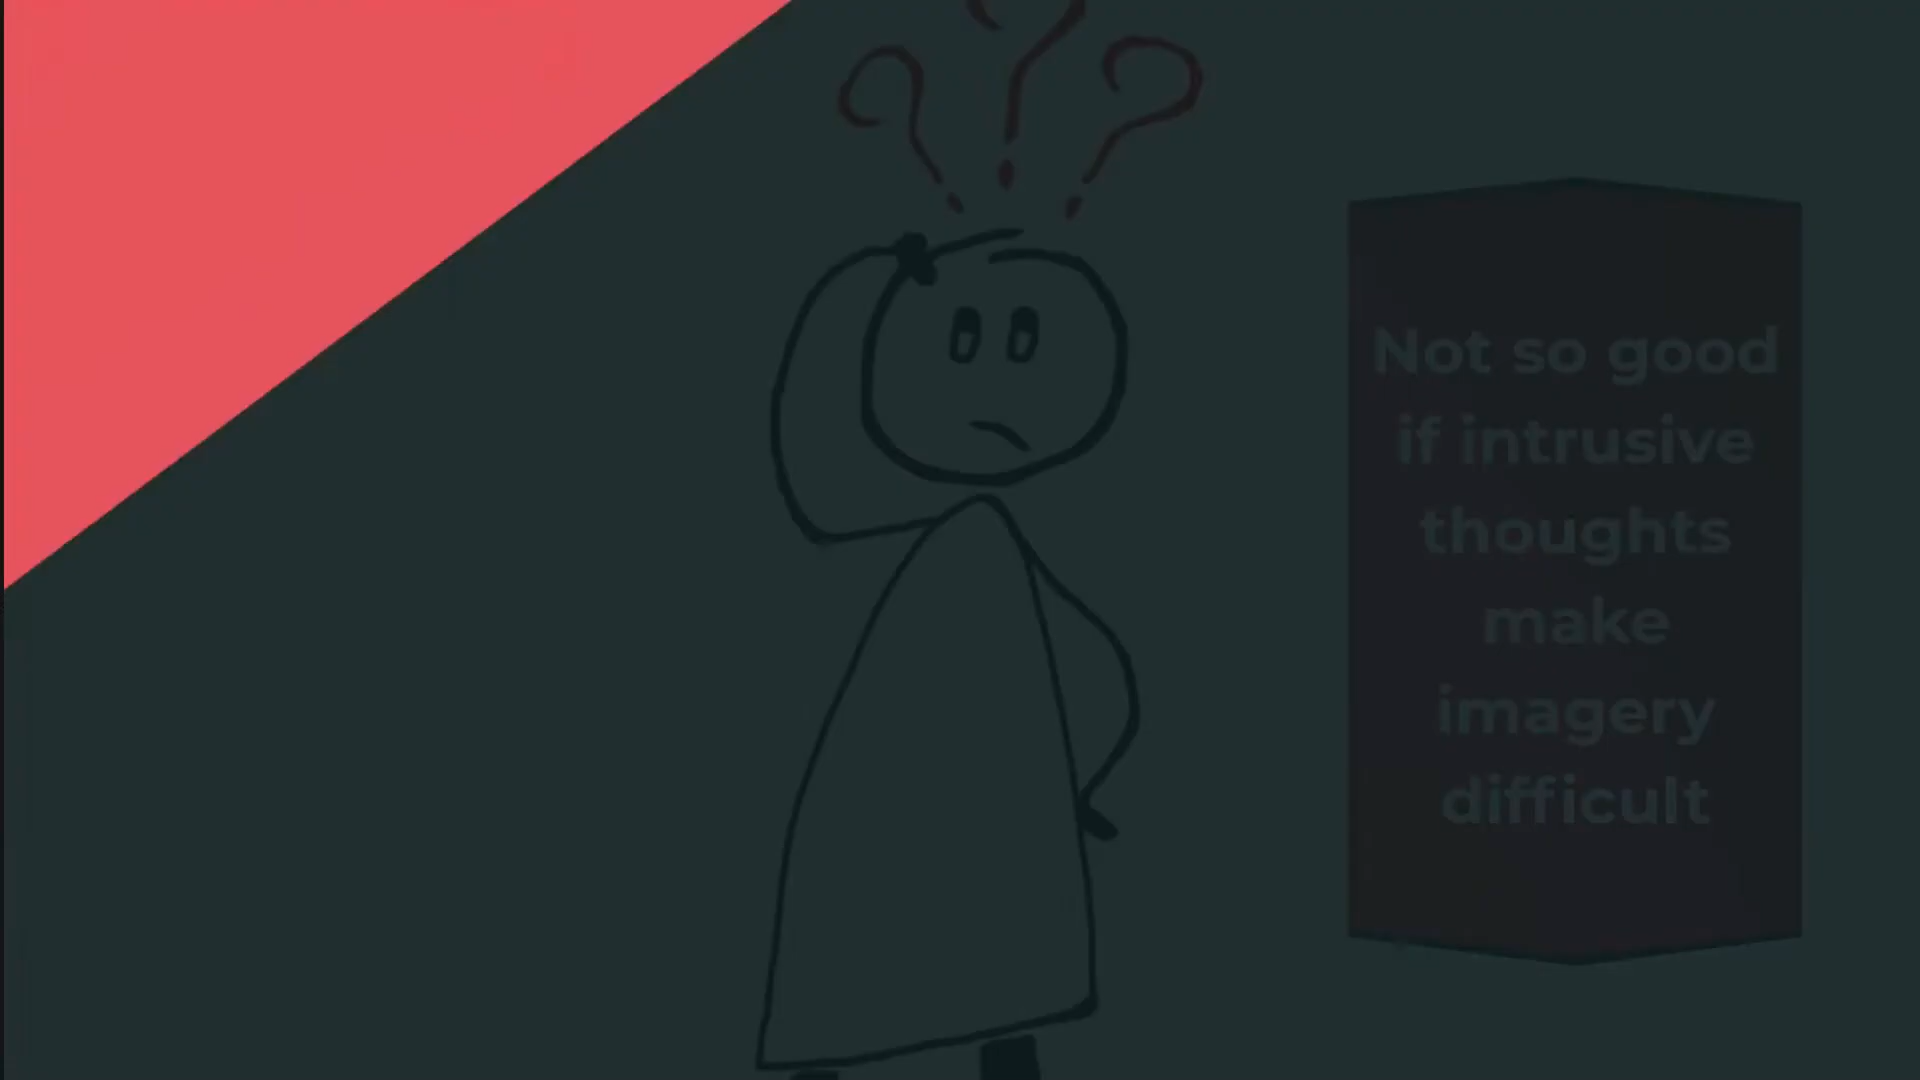 Not so good
if intrusive
thoughts
make
imagery
difficult